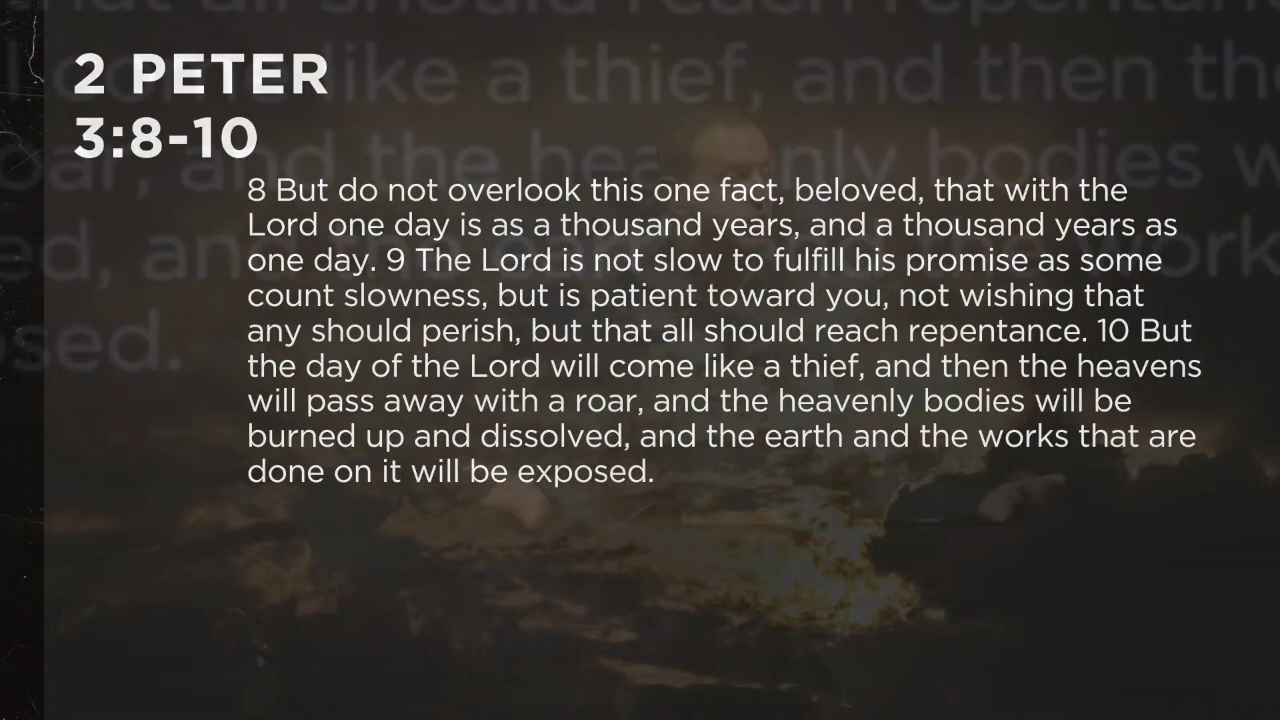 2 PETER
3:8-10
8 But do not overlook this one fact, beloved, that with the
Lord one day is as a thousand years, and a thousand years as
one day. 9 The Lord is not slow to fulfill his promise as some
count slowness, but is patient toward you, not wishing that
any should perish, but that all should reach repentance. 10 But
the day of the Lord will come like a thief, and then the heavens
will pass away with a roar, and the heavenly bodies will be
burned up and dissolved, and the earth and the works that are
done on it will be exposed.